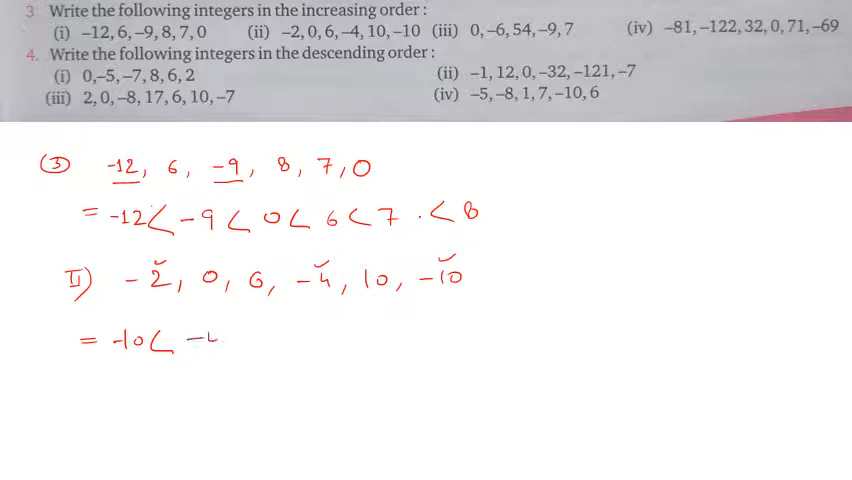 3. Write the following integers in the increasing order :
(i) −12, 6, −9, 8, 7, 0 (ii) −2, 0, 6, −4, 10, −10 (iii) 0, −6, 54, −9, 7 (iv) −81, −122, 32, 0, 71, −69
4. Write the following integers in the descending order :
(i) 0, −5, −7, 8, 6, 2 (ii) −1, 12, 0, −32, −121, −7
(iii) 2, 0, −8, 17, 6, 10, −7 (iv) −5, −8, 1, 7, −10, 6
(3) -12, 6, -9, 8, 7, 0
= -12 < -9 < 0 < 6 < 7 . < 8
II) -2, 0, 6, -4, 10, -10
= -10 <